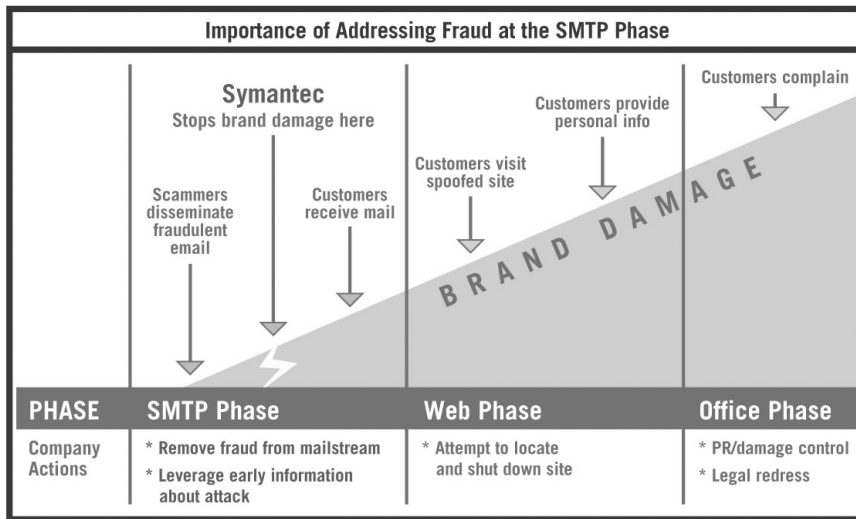 Importance of Addressing Fraud at the SMTP Phase
Symantec
Stops brand damage here
Scammers
disseminate
fraudulent
email
Customers
receive mail
Customers visit
spoofed site
Customers provide
personal info
Customers complain
BRAND DAMAGE
PHASE
SMTP Phase
Web Phase
Office Phase
Company
Actions
* Remove fraud from mailstream
* Leverage early information
about attack
* Attempt to locate
and shut down site
* PR/damage control
* Legal redress